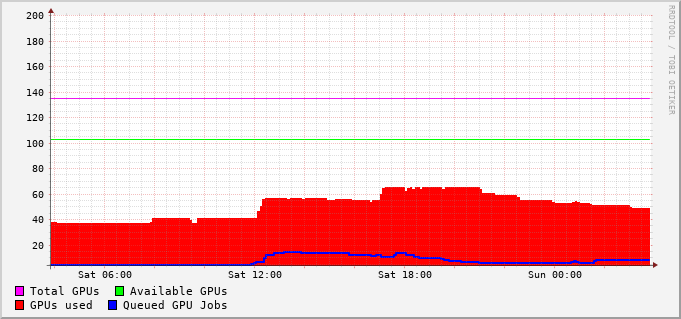 200
180
160
140
120
100
80
60
40
20
Sat 06:00 Sat 12:00 Sat 18:00 Sun 00:00
Total GPUs Available GPUs
GPUs used Queued GPU Jobs
RRDTOOL / TOBI OETIKER